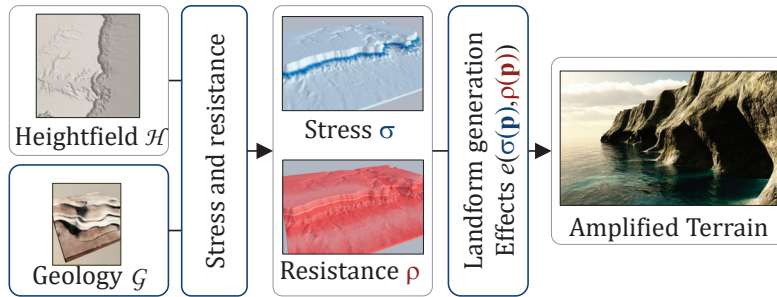 Heightfield ℋ
Geology 𝒢
Stress and resistance
Stress σ
Resistance ρ
Landform generation
Effects e(σ(p),ρ(p))
Amplified Terrain